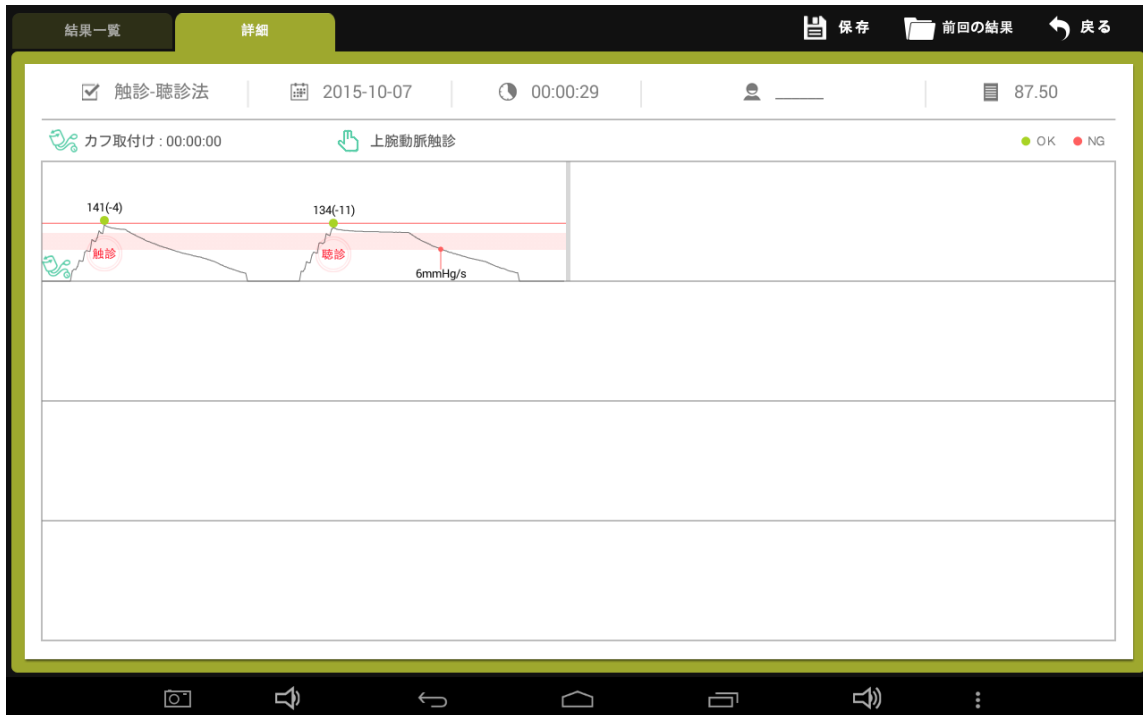 結果一覧 詳細 保存 前回の結果 戻る
触診-聴診法 2015-10-07 00:00:29 _____ 87.50
カフ取付け : 00:00:00 上腕動脈触診 OK NG
141(-4) 134(-11)
触診 聴診
6mmHg/s